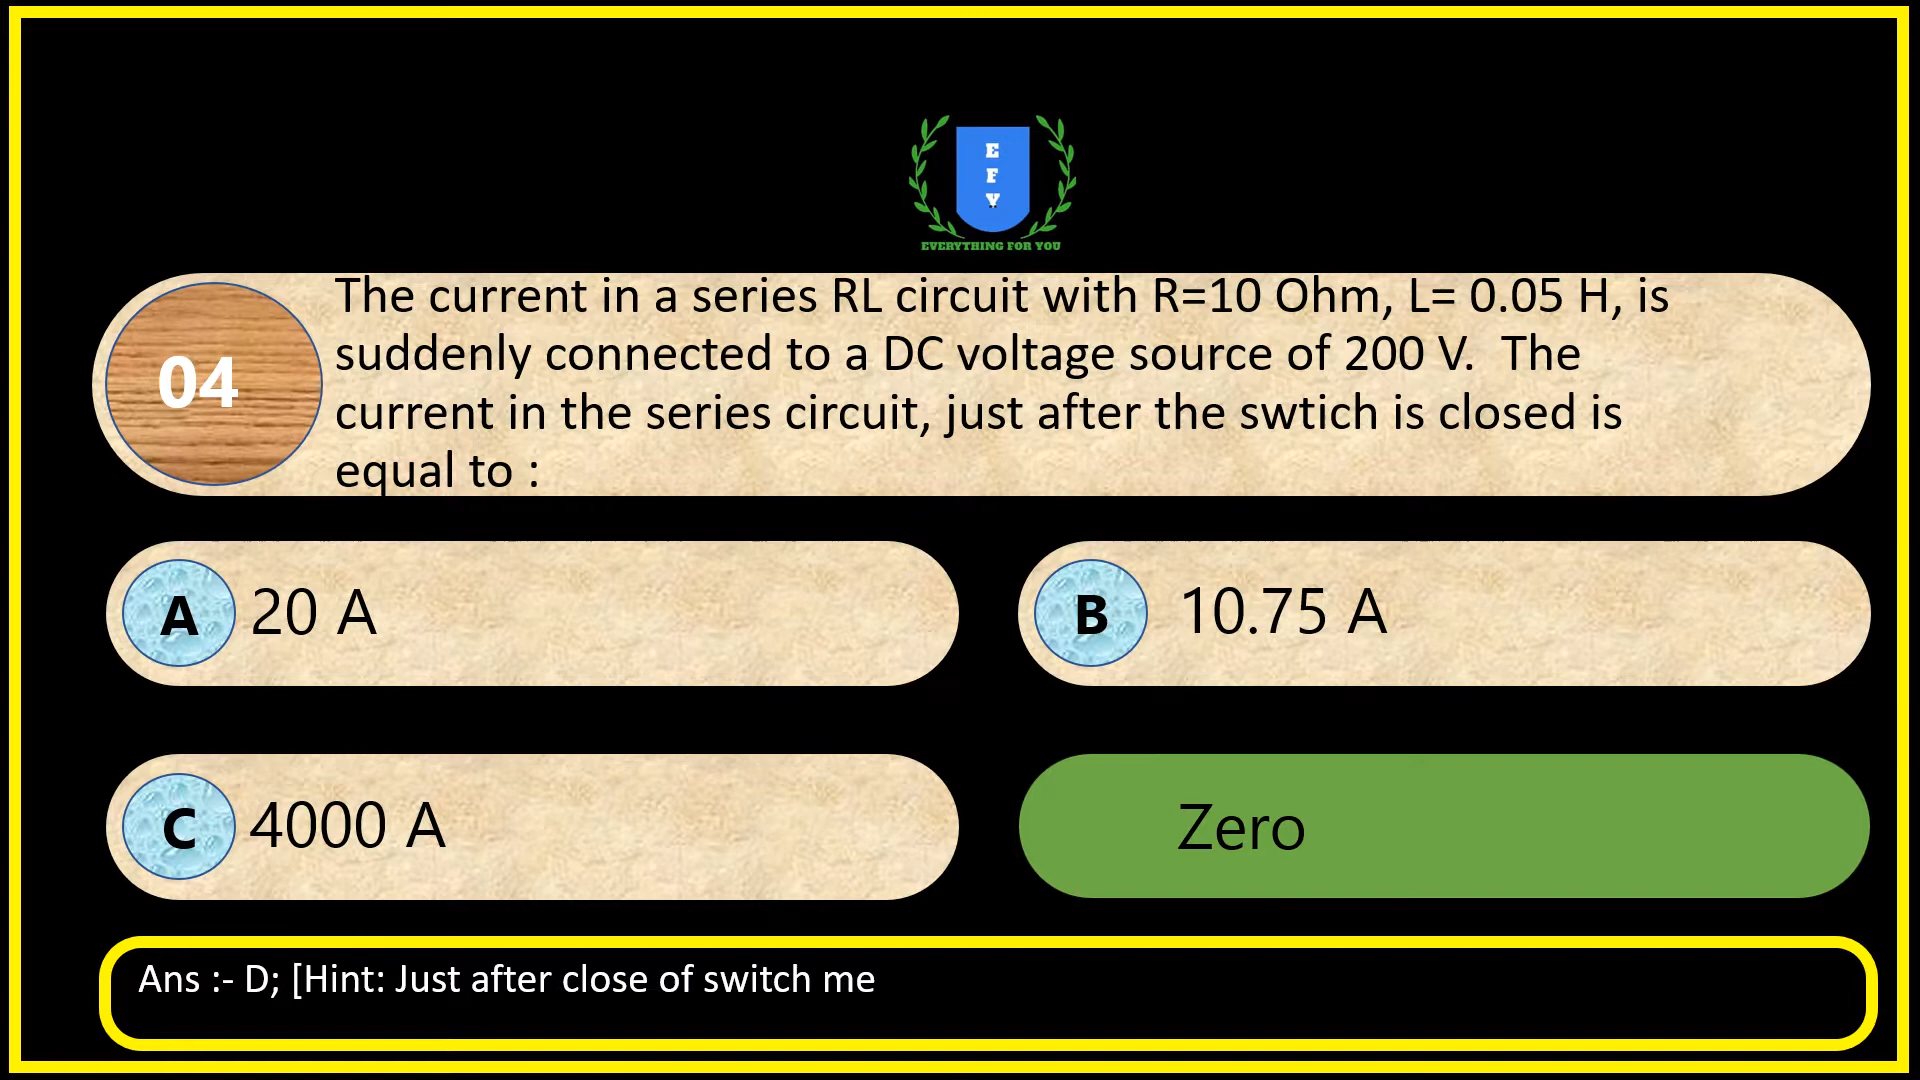 E
F
Y
EVERYTHING FOR YOU
04
The current in a series RL circuit with R=10 Ohm, L= 0.05 H, is
suddenly connected to a DC voltage source of 200 V. The
current in the series circuit, just after the swtich is closed is
equal to :
A 20 A
B 10.75 A
C 4000 A
Zero
Ans :- D; [Hint: Just after close of switch me